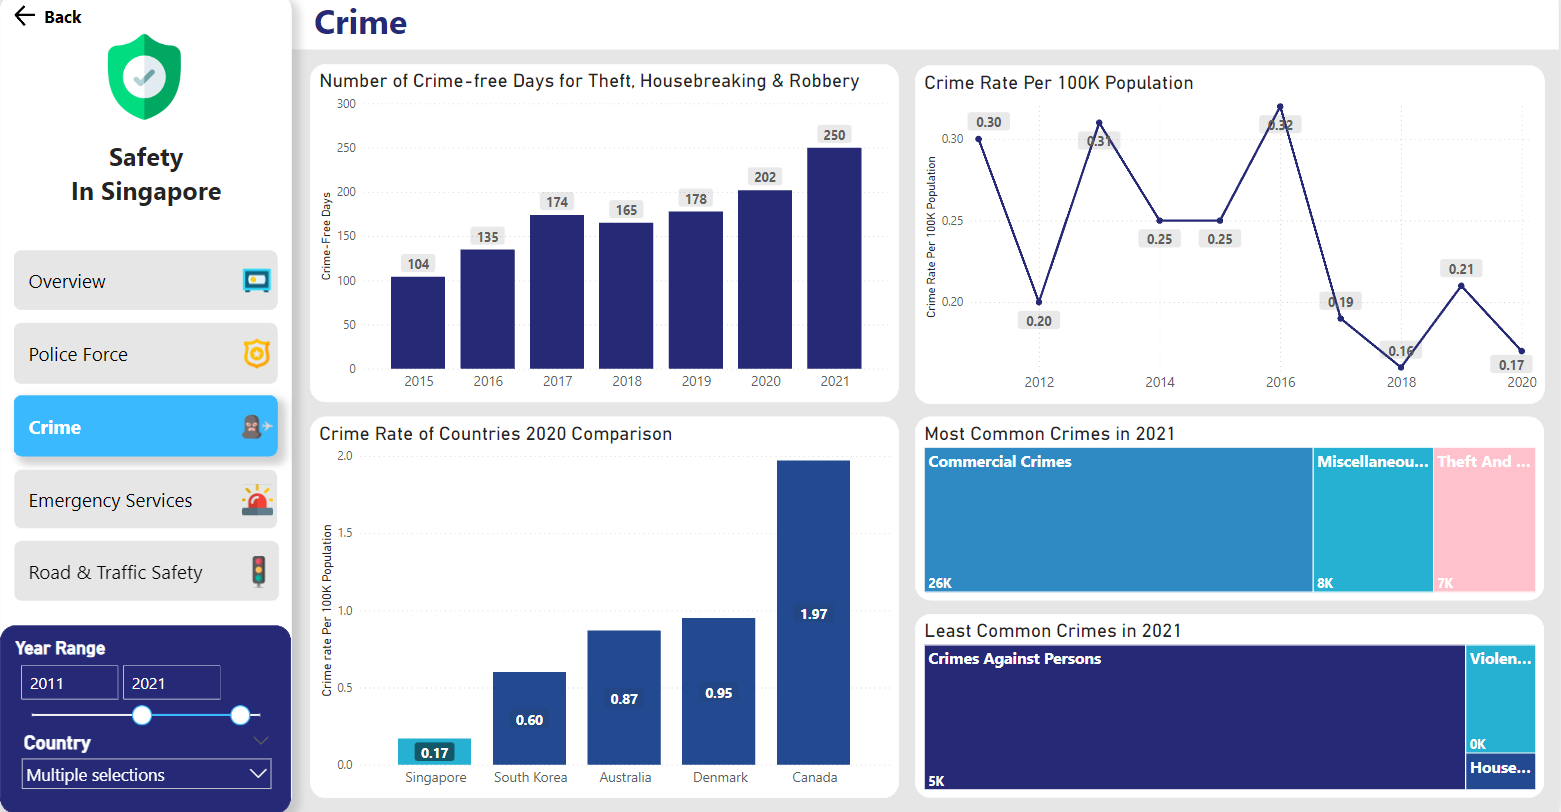 Back
Safety
In Singapore
Overview
Police Force
Crime
Emergency Services
Road & Traffic Safety
Year Range
2011
2021
Country
Multiple selections
Crime
Number of Crime-free Days for Theft, Housebreaking & Robbery
Crime-Free Days
300
250
200
150
100
50
0
104
135
174
165
178
202
250
2015
2016
2017
2018
2019
2020
2021
Crime Rate Per 100K Population
Crime Rate Per 100K Population
0.30
0.25
0.20
0.30
0.20
0.31
0.25
0.25
0.32
0.19
0.16
0.21
0.17
2012
2014
2016
2018
2020
Crime Rate of Countries 2020 Comparison
Crime rate Per 100K Population
2.0
1.5
1.0
0.5
0.0
0.17
0.60
0.87
0.95
1.97
Singapore
South Korea
Australia
Denmark
Canada
Most Common Crimes in 2021
Commercial Crimes
26K
Miscellaneou...
8K
Theft And ...
7K
Least Common Crimes in 2021
Crimes Against Persons
5K
Violen...
0K
House...